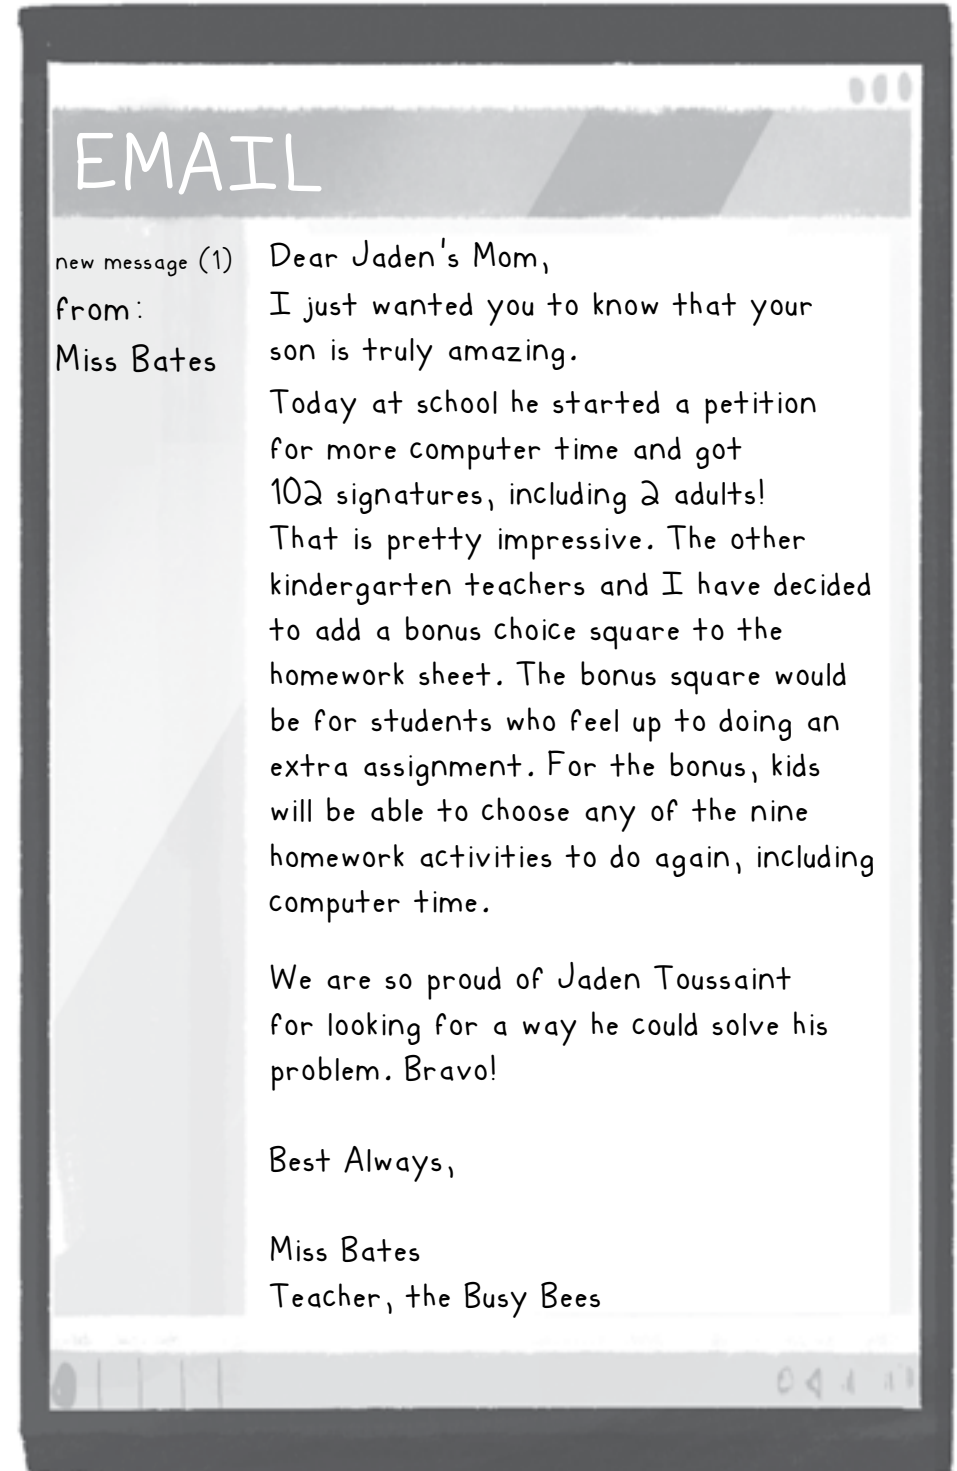 EMAIL
new message (1)
from:
Miss Bates
Dear Jaden's Mom,
I just wanted you to know that your
son is truly amazing.
Today at school he started a petition
for more computer time and got
102 signatures, including 2 adults!
That is pretty impressive. The other
kindergarten teachers and I have decided
to add a bonus choice square to the
homework sheet. The bonus square would
be for students who feel up to doing an
extra assignment. For the bonus, kids
will be able to choose any of the nine
homework activities to do again, including
computer time.
We are so proud of Jaden Toussaint
for looking for a way he could solve his
problem. Bravo!
Best Always,
Miss Bates
Teacher, the Busy Bees